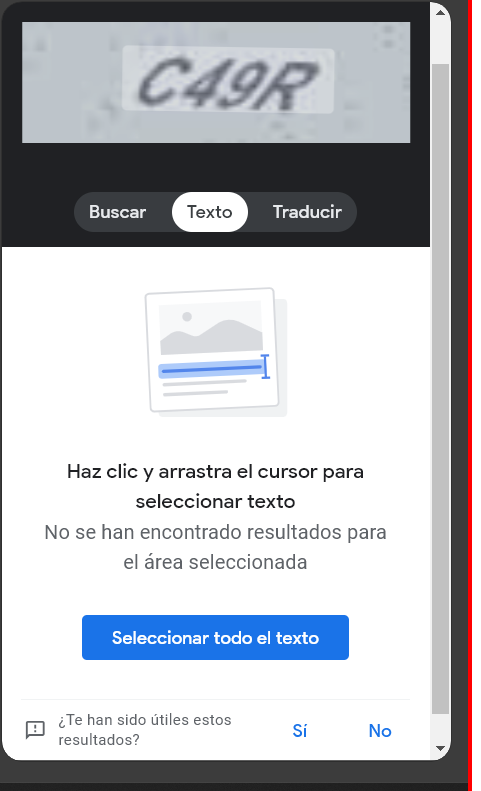 C49R
Buscar Texto Traducir
Haz clic y arrastra el cursor para
seleccionar texto
No se han encontrado resultados para
el área seleccionada
Seleccionar todo el texto
¿Te han sido útiles estos
resultados?
Sí No